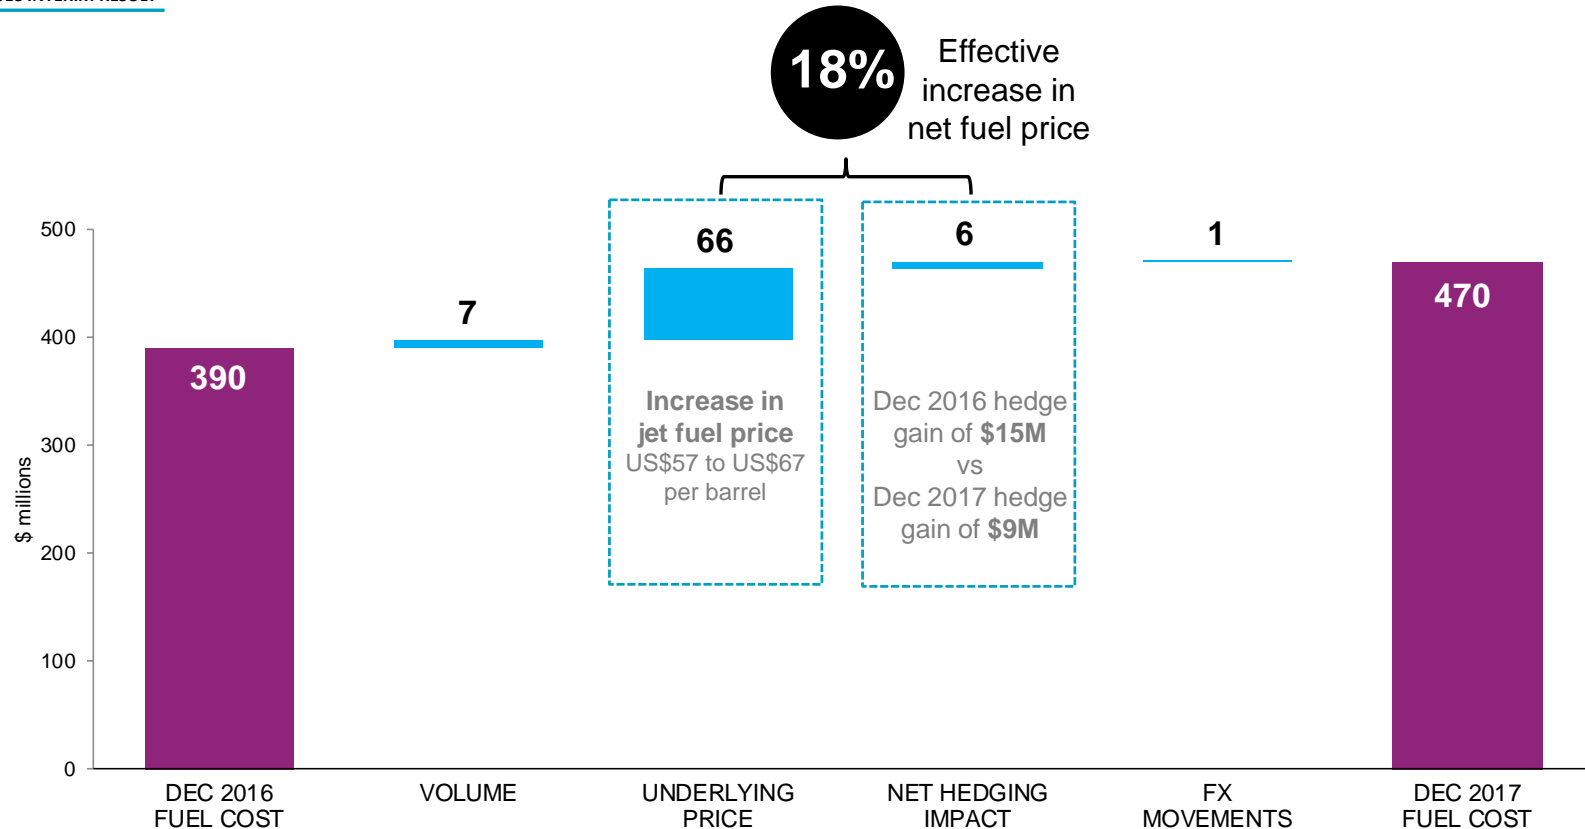 INTERIM RESULT
18%
Effective
increase in
net fuel price
$ millions
500
400
300
200
100
0
390
7
66
Increase in
jet fuel price
US$57 to US$67
per barrel
6
Dec 2016 hedge
gain of $15M
vs
Dec 2017 hedge
gain of $9M
1
470
DEC 2016
FUEL COST
VOLUME
UNDERLYING
PRICE
NET HEDGING
IMPACT
FX
MOVEMENTS
DEC 2017
FUEL COST